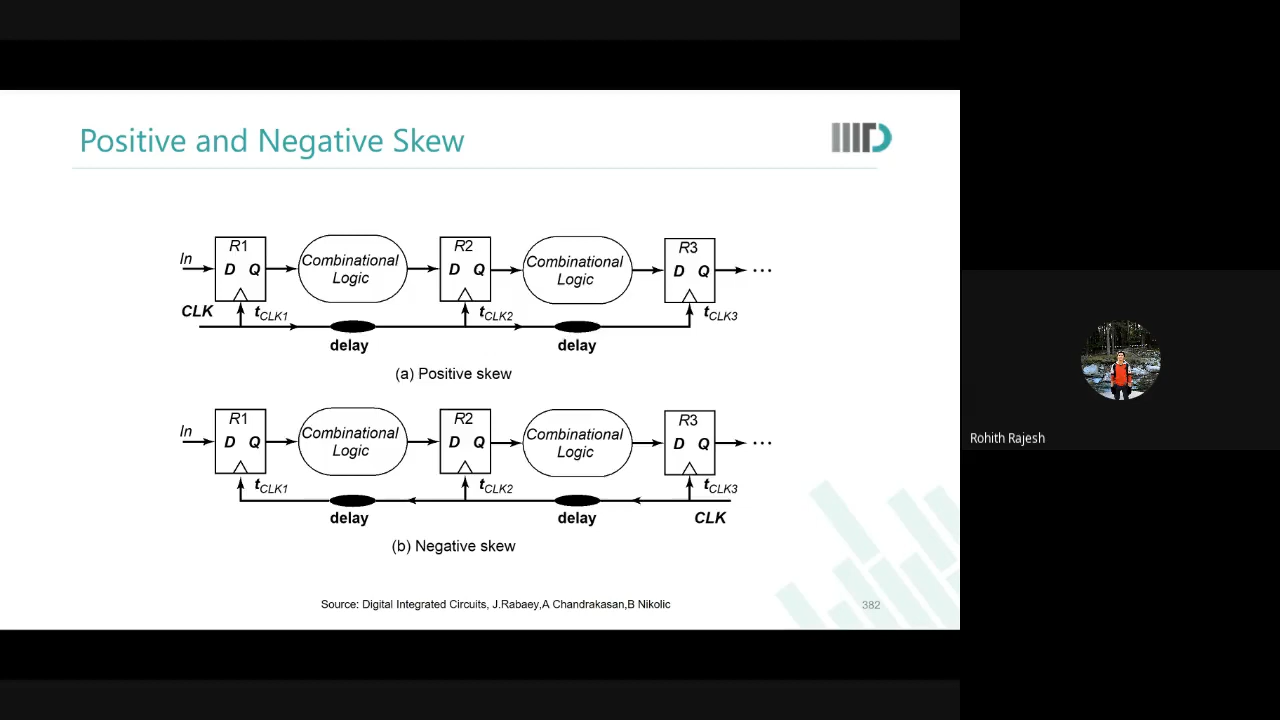 Positive and Negative Skew
IIITD
In
R1
D Q
Combinational
Logic
R2
D Q
Combinational
Logic
R3
D Q
...
CLK
tCLK1
tCLK2
tCLK3
delay
delay
(a) Positive skew
In
R1
D Q
Combinational
Logic
R2
D Q
Combinational
Logic
R3
D Q
...
tCLK1
tCLK2
tCLK3
delay
delay
CLK
(b) Negative skew
Source: Digital Integrated Circuits, J.Rabaey,A Chandrakasan,B Nikolic
382
Rohith Rajesh